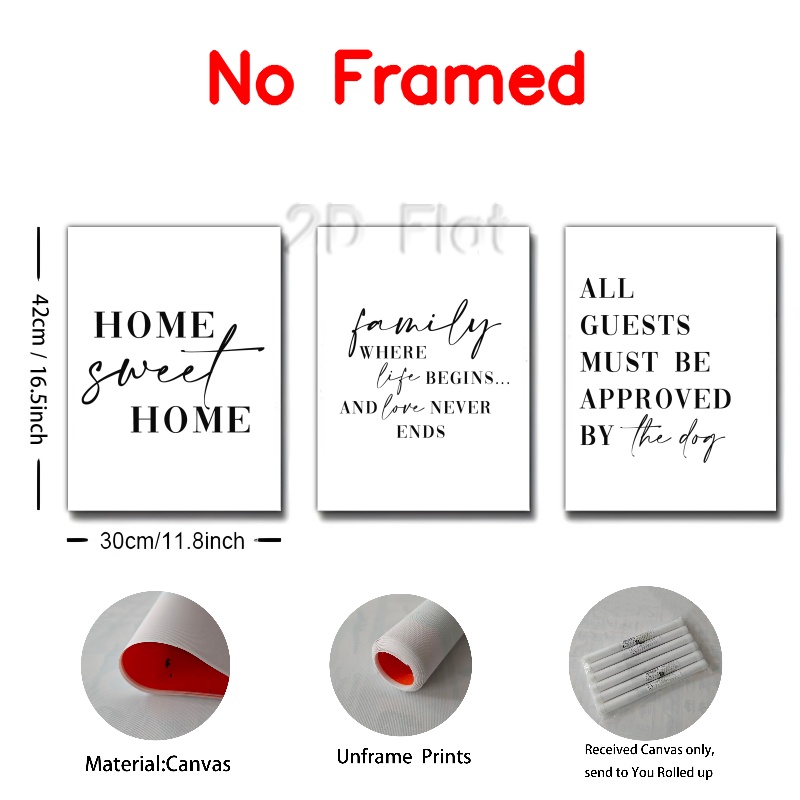 No Framed
2D Flat
42cm / 16.5inch
HOME
sweet
HOME
family
WHERE
life BEGINS...
AND love NEVER
ENDS
ALL
GUESTS
MUST BE
APPROVED
BY the dog
30cm/11.8inch
Material:Canvas
Unframe Prints
Received Canvas only,
send to You Rolled up